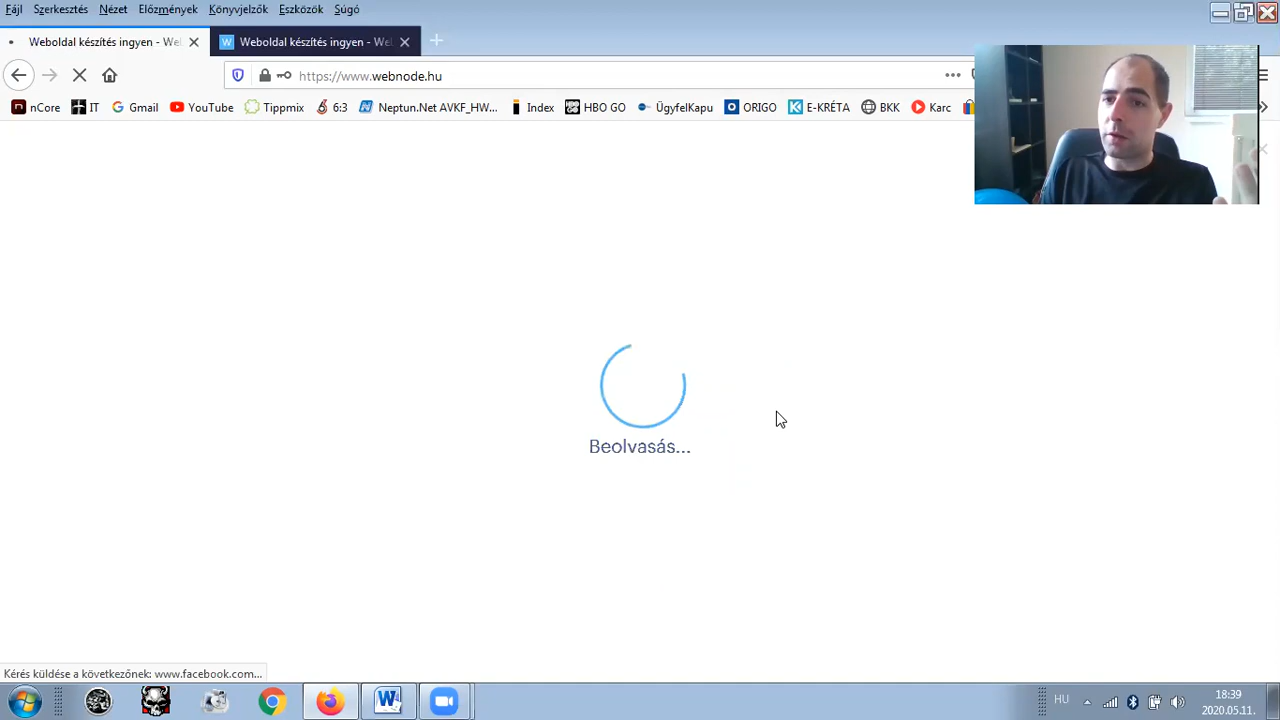 Fájl Szerkesztés Nézet Előzmények Könyvjelzők Eszközök Súgó
Weboldal készítés ingyen - We
W Weboldal készítés ingyen - We
https://www.webnode.hu
nCore IT Gmail YouTube Tippmix 6:3 Neptun.Net AVKF_HW... Index HBO GO ÜgyfelKapu ORIGO E-KRÉTA BKK Karc
Beolvasás...
Kérés küldése a következőnek: www.facebook.com...
HU
18:39
2020.05.11.